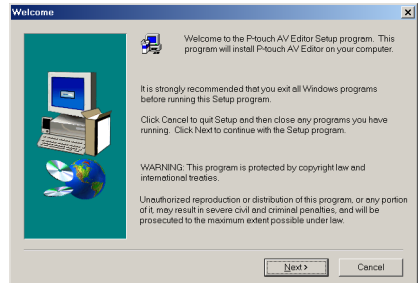 Welcome
Welcome to the P-touch AV Editor Setup program. This
program will install P-touch AV Editor on your computer.
It is strongly recommended that you exit all Windows programs
before running this Setup program.
Click Cancel to quit Setup and then close any programs you have
running. Click Next to continue with the Setup program.
WARNING: This program is protected by copyright law and
international treaties.
Unauthorized reproduction or distribution of this program, or any portion
of it, may result in severe civil and criminal penalties, and will be
prosecuted to the maximum extent possible under law.
Next >
Cancel